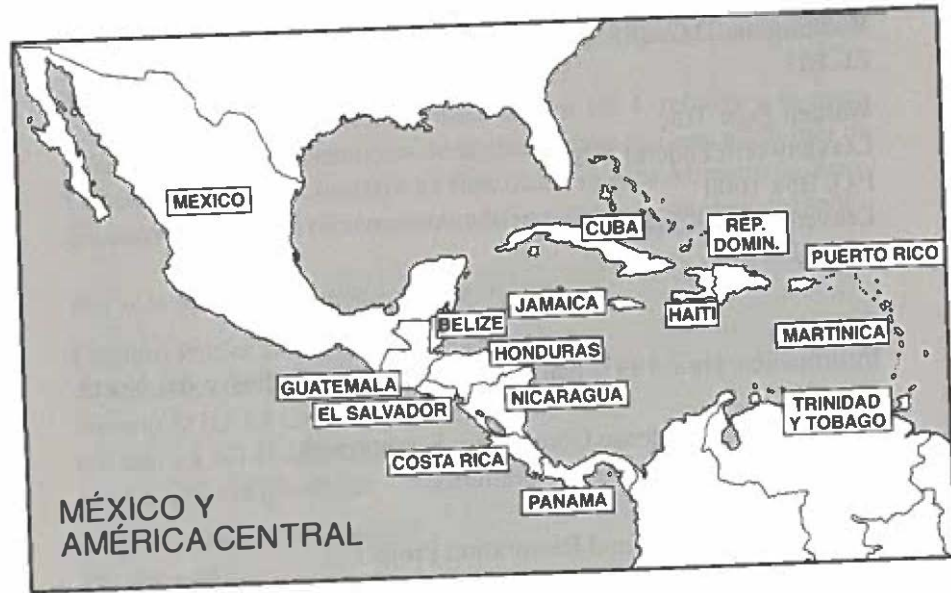 MEXICO
CUBA
REP.
DOMIN.
PUERTO RICO
JAMAICA
HAITI
BELIZE
MARTINICA
HONDURAS
GUATEMALA
NICARAGUA
EL SALVADOR
TRINIDAD
Y TOBAGO
COSTA RICA
PANAMA
MÉXICO Y
AMÉRICA CENTRAL